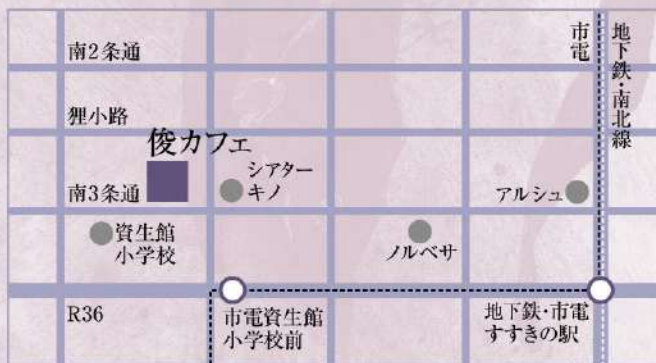 南2条通
市電
地下鉄・南北線
狸小路
俊カフェ
シアター
キノ
南3条通
アルシュ
資生館
小学校
ノルベサ
R36
市電資生館
小学校前
地下鉄・市電
すすきの駅